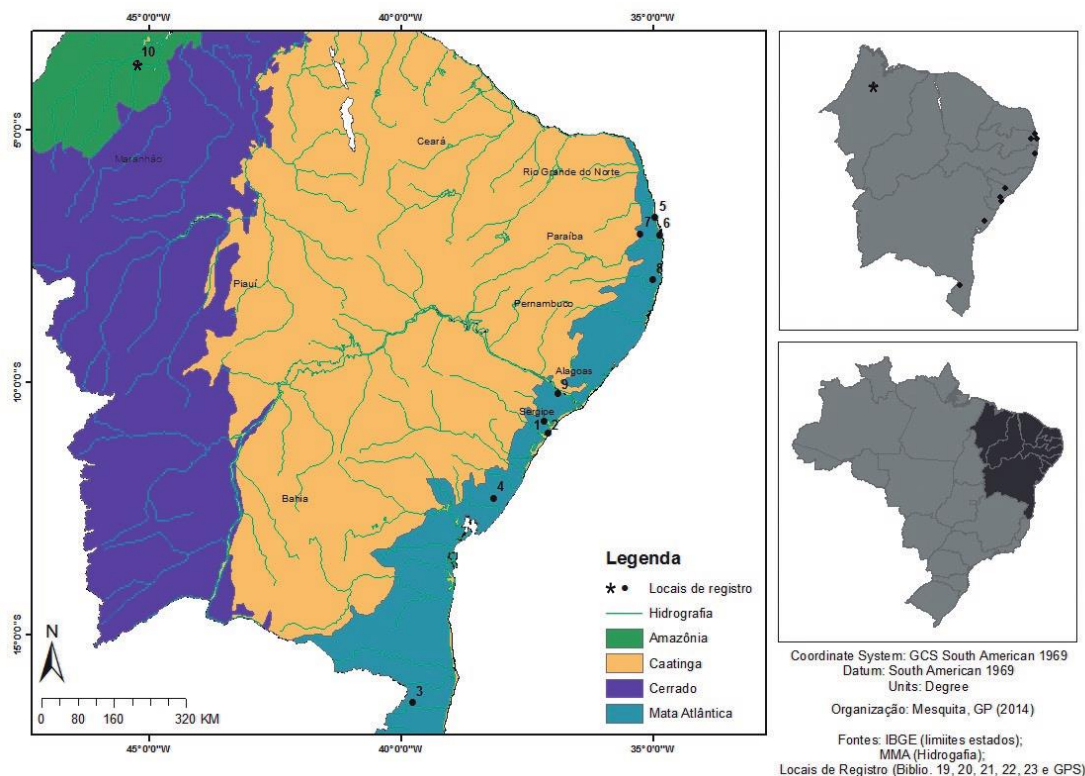 45°0'0"W
40°0'0"W
35°0'0"W
5°0'0"S
10°0'0"S
15°0'0"S
10
Maranhão
Ceará
Rio Grande do Norte
5
7
6
Paraíba
Piauí
8
Pernambuco
Alagoas
9
Sergipe
1
2
4
Bahia
3
N
0 80 160 240 320 KM
Legenda
Locais de registro
Hidrografia
Amazônia
Caatinga
Cerrado
Mata Atlântica
45°0'0"W
40°0'0"W
35°0'0"W
Coordinate System: GCS South American 1969
Datum: South American 1969
Units: Degree
Organização: Mesquita, GP (2014)
Fontes: IBGE (limiites estados);
MMA (Hidrogafia);
Locais de Registro (Biblio. 19, 20, 21, 22, 23 e GPS)